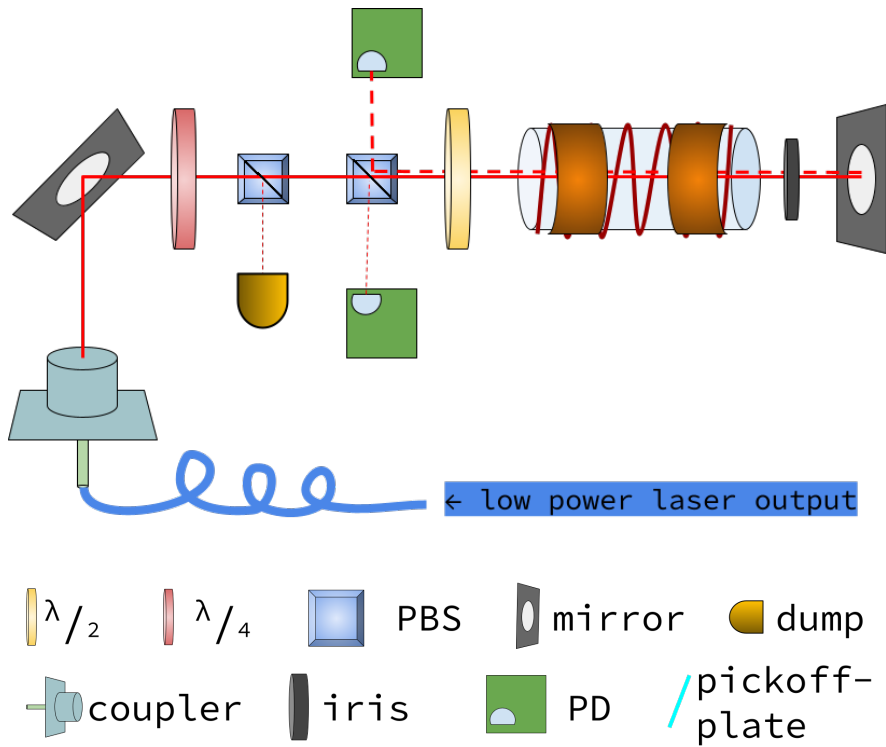 ← low power laser output
λ/2 λ/4 PBS mirror dump
coupler iris PD pickoff-
plate